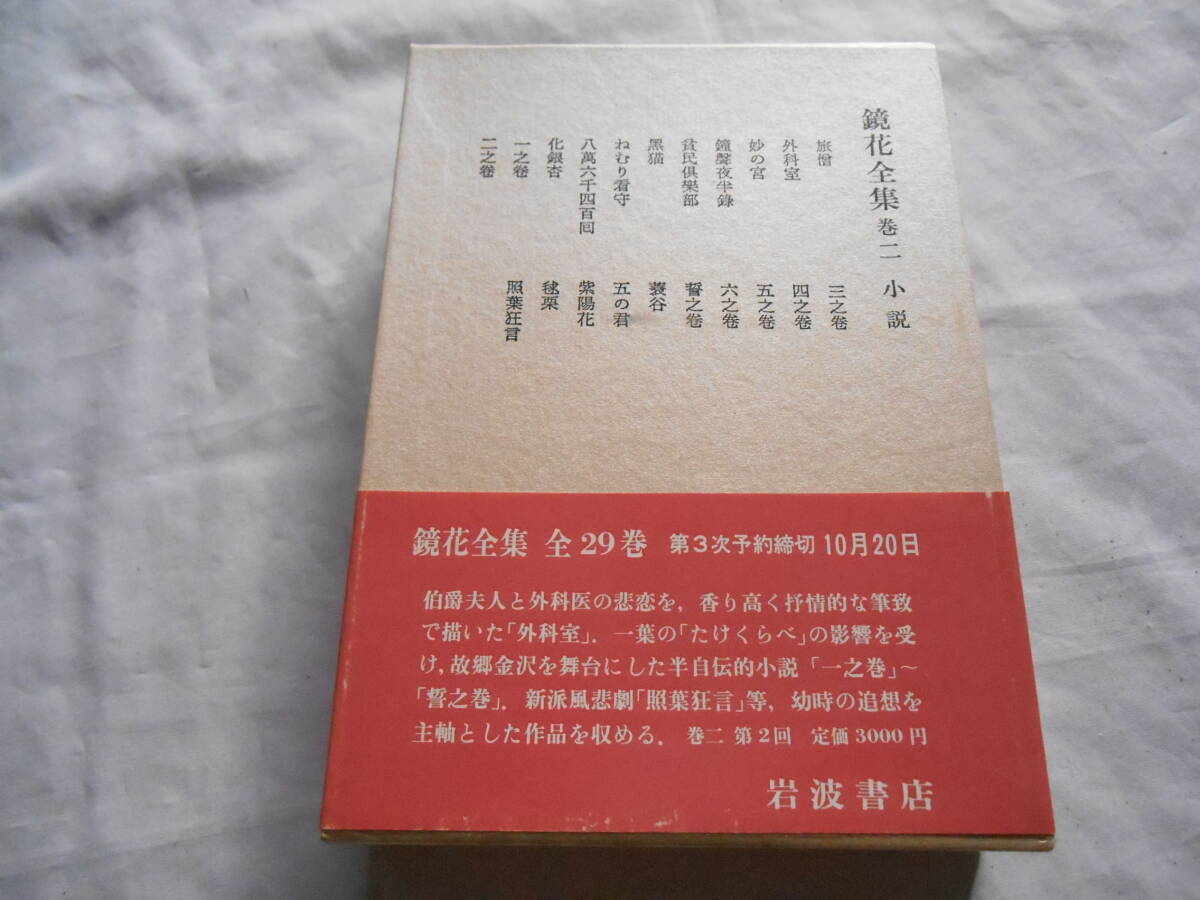 鏡花全集 巻二 小説
旅僧
外科室
妙の宮
鐘聲夜半錄
貧民倶樂部
黑猫
ねむり看守
八萬六千四百回
化銀杏
一之卷
二之卷
三之卷
四之卷
五之卷
六之卷
誓之卷
蓑谷
五の君
紫陽花
毬栗
照葉狂言
鏡花全集 全29巻 第3次予約締切 10月20日
伯爵夫人と外科医の悲恋を，香り高く抒情的な筆致
で描いた「外科室」．一葉の「たけくらべ」の影響を受
け，故郷金沢を舞台にした半自伝的小説「一之巻」〜
「誓之巻」．新派風悲劇「照葉狂言」等，幼時の追想を
主軸とした作品を収める．巻二 第2回 定価3000円
岩波書店